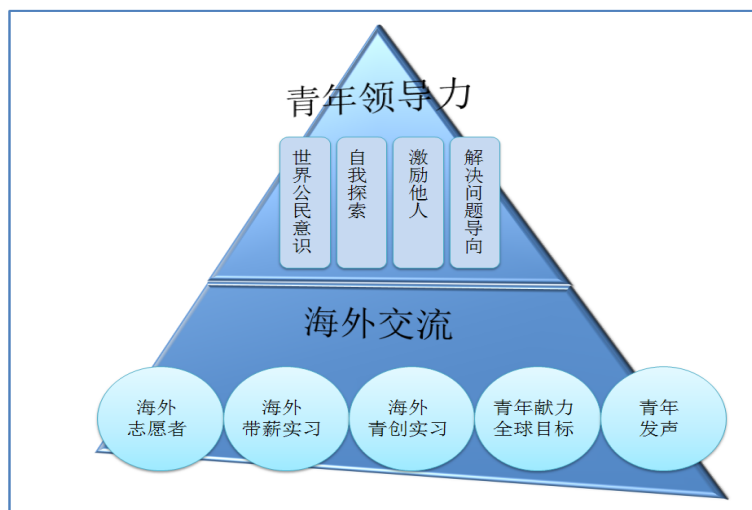 青年领导力
世界公民意识
自我探索
激励他人
解决问题导向
海外交流
海外
志愿者
海外
带薪实习
海外
青创实习
青年献力
全球目标
青年
发声